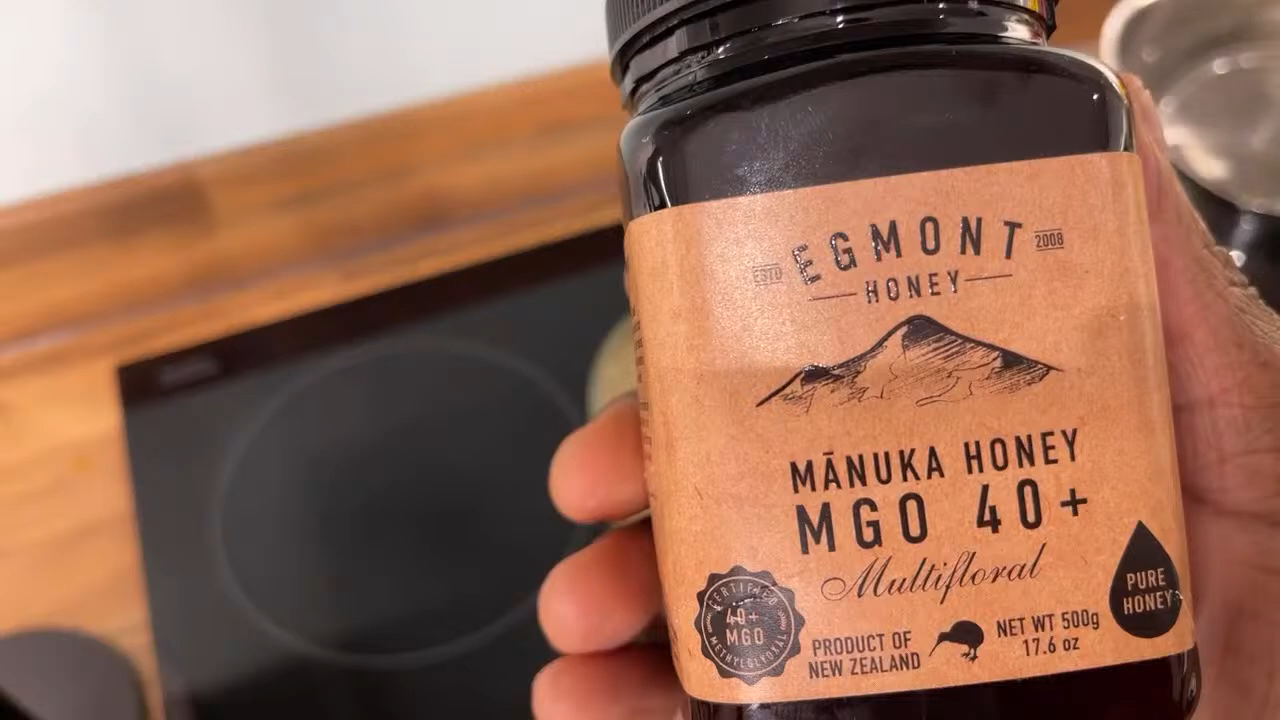 EGMONT
ESTD 2008
HONEY
MĀNUKA HONEY
MGO 40+
Multifloral
CERTIFIED
40+
MGO
METHYLGLYOXAL
PRODUCT OF
NEW ZEALAND
NET WT 500g
17.6 oz
PURE
HONEY